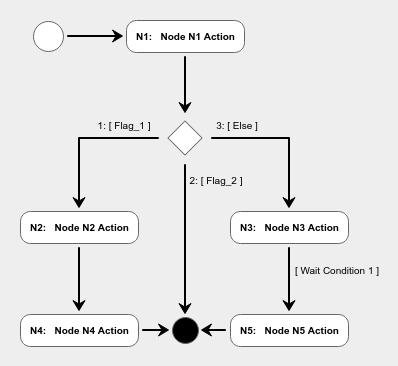 N1: Node N1 Action
1: [ Flag_1 ]
3: [ Else ]
2: [ Flag_2 ]
N2: Node N2 Action
N3: Node N3 Action
[ Wait Condition 1 ]
N4: Node N4 Action
N5: Node N5 Action